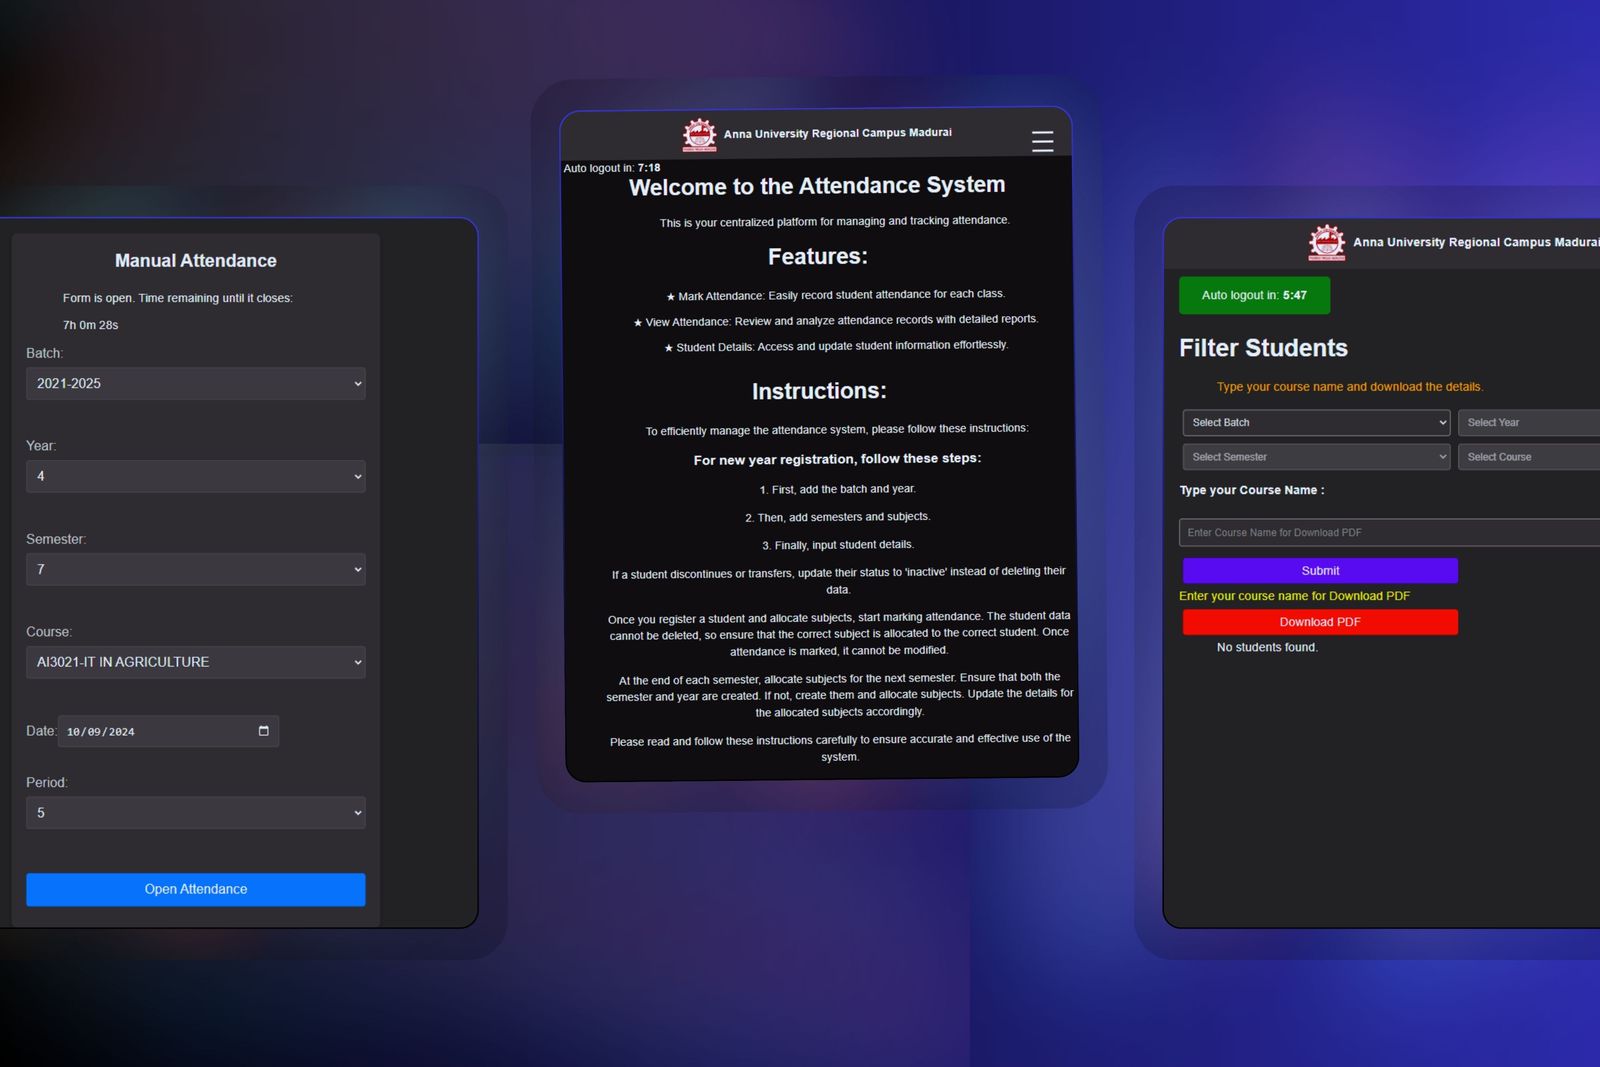 Manual Attendance
Form is open. Time remaining until it closes:
7h 0m 28s
Batch:
2021-2025
Year:
4
Semester:
7
Course:
AI3021-IT IN AGRICULTURE
Date: 10/09/2024
Period:
5
Open Attendance
Anna University Regional Campus Madurai
Auto logout in: 7:18
Welcome to the Attendance System
This is your centralized platform for managing and tracking attendance.
Features:
★ Mark Attendance: Easily record student attendance for each class.
★ View Attendance: Review and analyze attendance records with detailed reports.
★ Student Details: Access and update student information effortlessly.
Instructions:
To efficiently manage the attendance system, please follow these instructions:
For new year registration, follow these steps:
1. First, add the batch and year.
2. Then, add semesters and subjects.
3. Finally, input student details.
If a student discontinues or transfers, update their status to 'inactive' instead of deleting their
data.
Once you register a student and allocate subjects, start marking attendance. The student data
cannot be deleted, so ensure that the correct subject is allocated to the correct student. Once
attendance is marked, it cannot be modified.
At the end of each semester, allocate subjects for the next semester. Ensure that both the
semester and year are created. If not, create them and allocate subjects. Update the details for
the allocated subjects accordingly.
Please read and follow these instructions carefully to ensure accurate and effective use of the
system.
Anna University Regional Campus Madurai
Auto logout in: 5:47
Filter Students
Type your course name and download the details.
Select Batch
Select Year
Select Semester
Select Course
Type your Course Name :
Enter Course Name for Download PDF
Submit
Enter your course name for Download PDF
Download PDF
No students found.